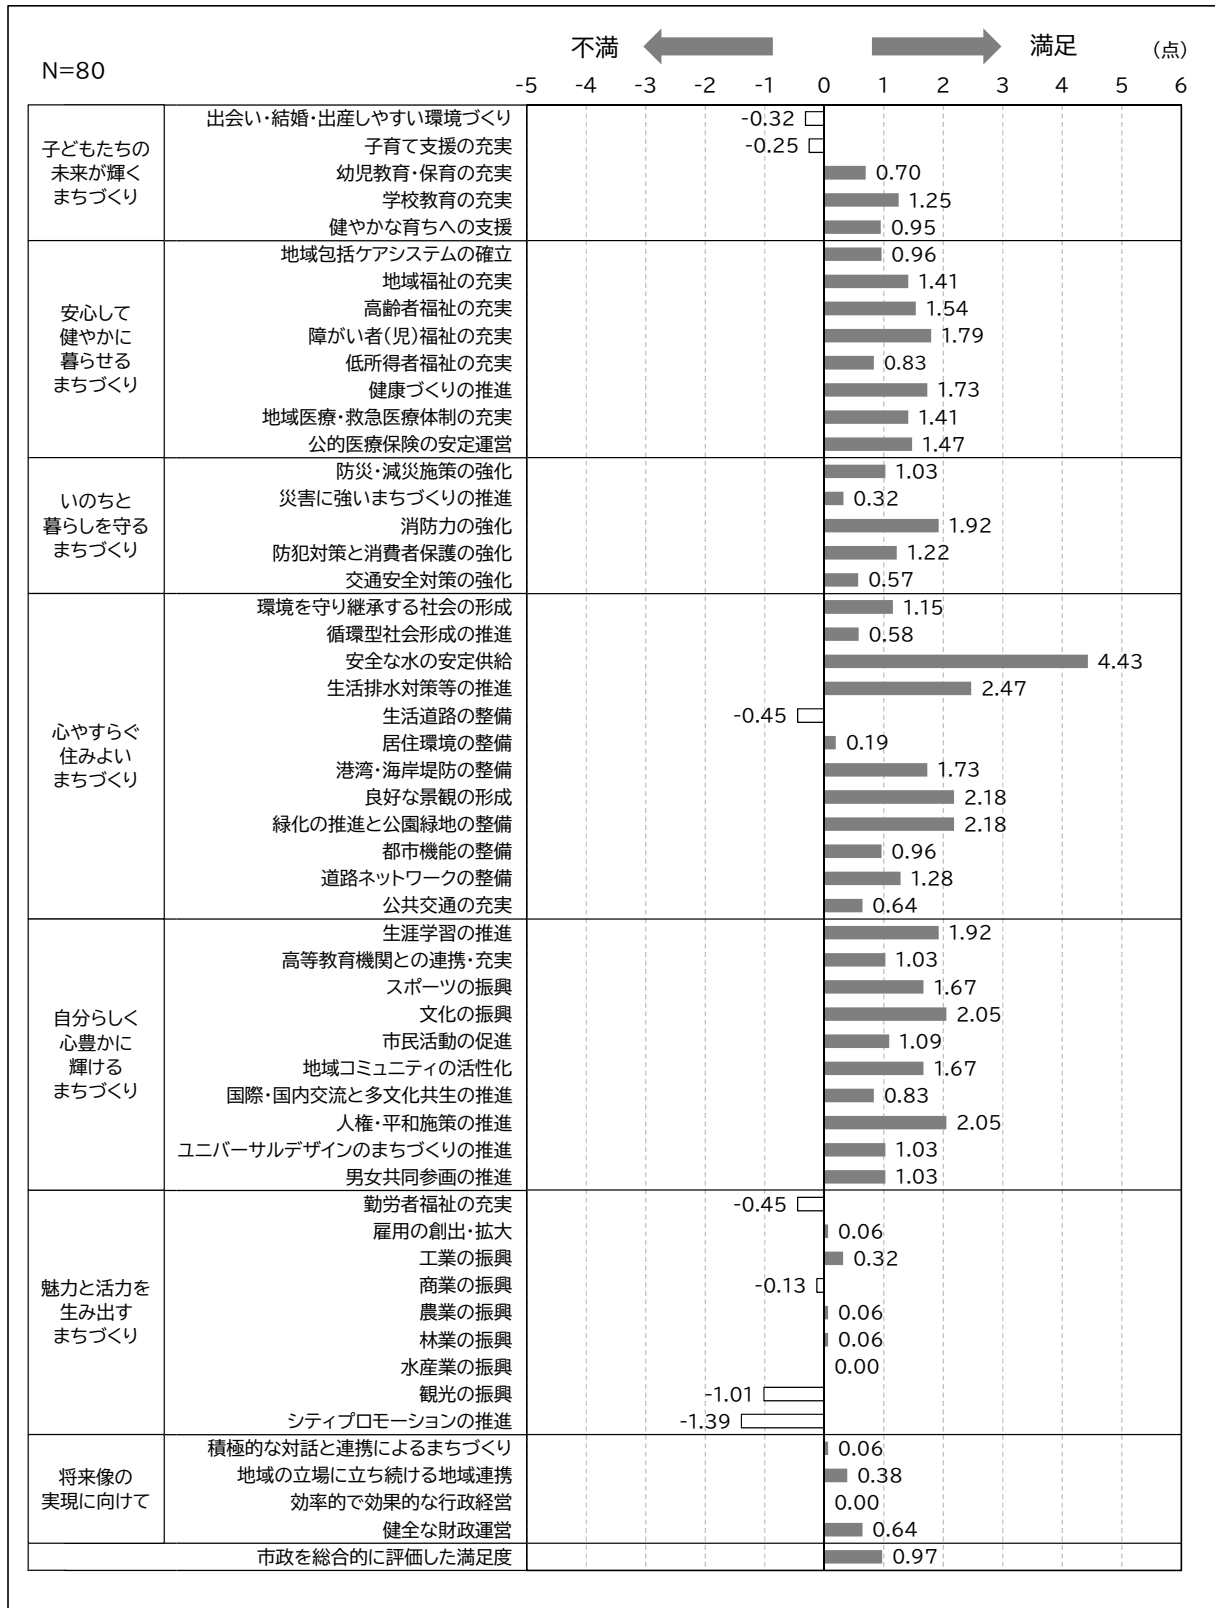 不満 満足 (点)
N=80
-5 -4 -3 -2 -1 0 1 2 3 4 5 6
子どもたちの
未来が輝く
まちづくり
出会い・結婚・出産しやすい環境づくり -0.32
子育て支援の充実 -0.25
幼児教育・保育の充実 0.70
学校教育の充実 1.25
健やかな育ちへの支援 0.95
安心して
健やかに
暮らせる
まちづくり
地域包括ケアシステムの確立 0.96
地域福祉の充実 1.41
高齢者福祉の充実 1.54
障がい者(児)福祉の充実 1.79
低所得者福祉の充実 0.83
健康づくりの推進 1.73
地域医療・救急医療体制の充実 1.41
公的医療保険の安定運営 1.47
いのちと
暮らしを守る
まちづくり
防災・減災施策の強化 1.03
災害に強いまちづくりの推進 0.32
消防力の強化 1.92
防犯対策と消費者保護の強化 1.22
交通安全対策の強化 0.57
心やすらぐ
住みよい
まちづくり
環境を守り継承する社会の形成 1.15
循環型社会形成の推進 0.58
安全な水の安定供給 4.43
生活排水対策等の推進 2.47
生活道路の整備 -0.45
居住環境の整備 0.19
港湾・海岸堤防の整備 1.73
良好な景観の形成 2.18
緑化の推進と公園緑地の整備 2.18
都市機能の整備 0.96
道路ネットワークの整備 1.28
公共交通の充実 0.64
自分らしく
心豊かに
輝ける
まちづくり
生涯学習の推進 1.92
高等教育機関との連携・充実 1.03
スポーツの振興 1.67
文化の振興 2.05
市民活動の促進 1.09
地域コミュニティの活性化 1.67
国際・国内交流と多文化共生の推進 0.83
人権・平和施策の推進 2.05
ユニバーサルデザインのまちづくりの推進 1.03
男女共同参画の推進 1.03
魅力と活力を
生み出す
まちづくり
勤労者福祉の充実 -0.45
雇用の創出・拡大 0.06
工業の振興 0.32
商業の振興 -0.13
農業の振興 0.06
林業の振興 0.06
水産業の振興 0.00
観光の振興 -1.01
シティプロモーションの推進 -1.39
将来像の
実現に向けて
積極的な対話と連携によるまちづくり 0.06
地域の立場に立ち続ける地域連携 0.38
効率的で効果的な行政経営 0.00
健全な財政運営 0.64
市政を総合的に評価した満足度 0.97